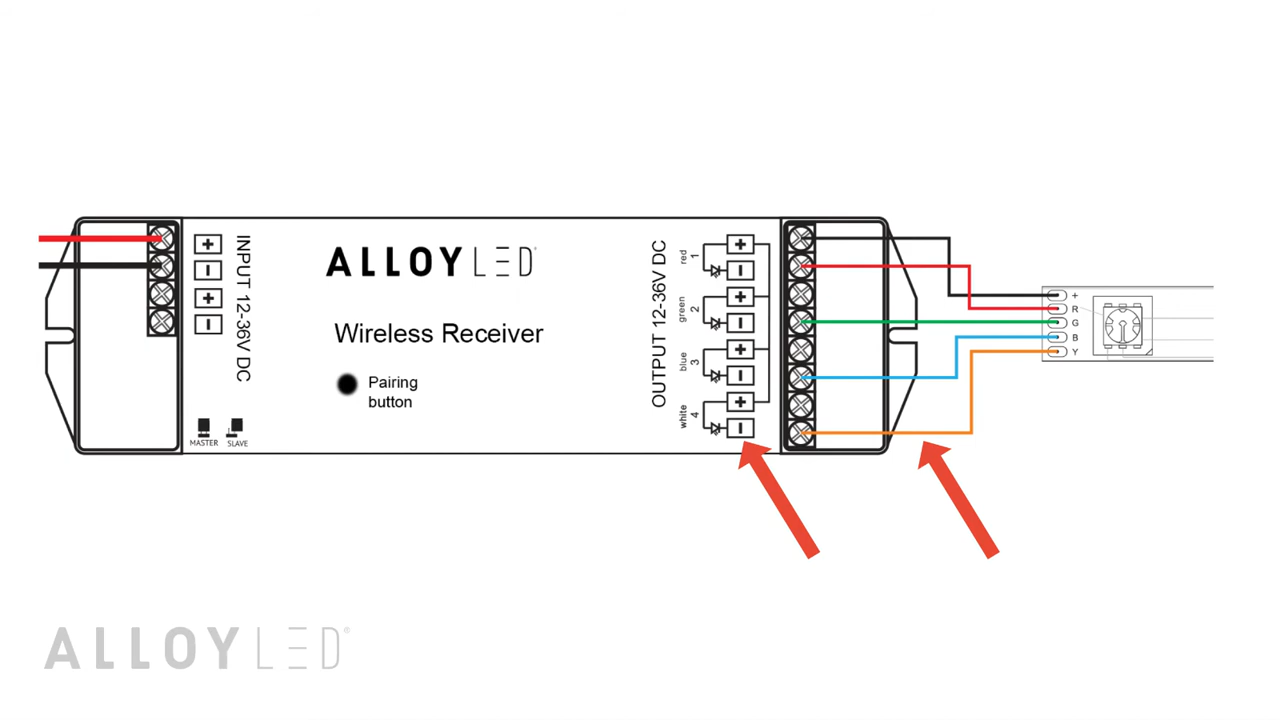 +
−
+
−
INPUT 12-36V DC
MASTER
SLAVE
ALLOYLED®
Wireless Receiver
Pairing
button
OUTPUT 12-36V DC
red
1
+
−
green
2
+
−
blue
3
+
−
white
4
+
−
+
R
G
B
Y
ALLOYLED®